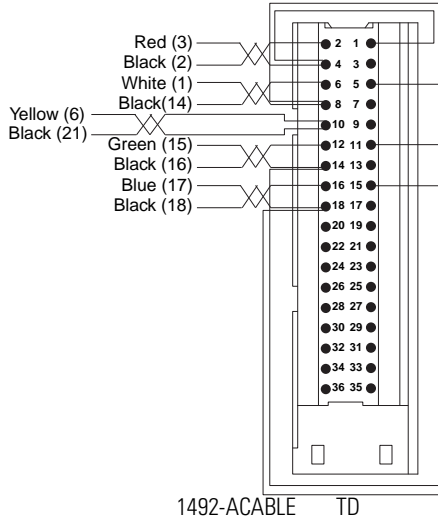 Red (3)
2 1
Black (2)
4 3
White (1)
6 5
Black(14)
8 7
Yellow (6)
10 9
Black (21)
Green (15)
12 11
Black (16)
14 13
Blue (17)
16 15
Black (18)
18 17
20 19
22 21
24 23
26 25
28 27
30 29
32 31
34 33
36 35
1492-ACABLE TD